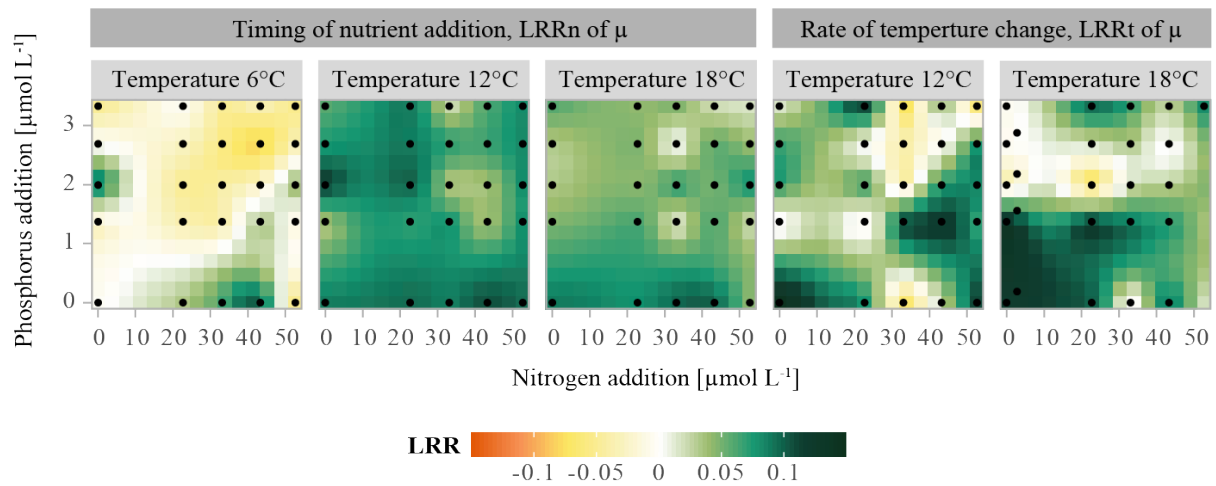 Timing of nutrient addition, LRRn of µ
Rate of temperture change, LRRt of µ
Temperature 6°C
Temperature 12°C
Temperature 18°C
Temperature 12°C
Temperature 18°C
Phosphorus addition [µmol L⁻¹]
3
2
1
0
0 10 20 30 40 50
0 10 20 30 40 50
0 10 20 30 40 50
0 10 20 30 40 50
0 10 20 30 40 50
Nitrogen addition [µmol L⁻¹]
LRR
-0.1 -0.05 0 0.05 0.1